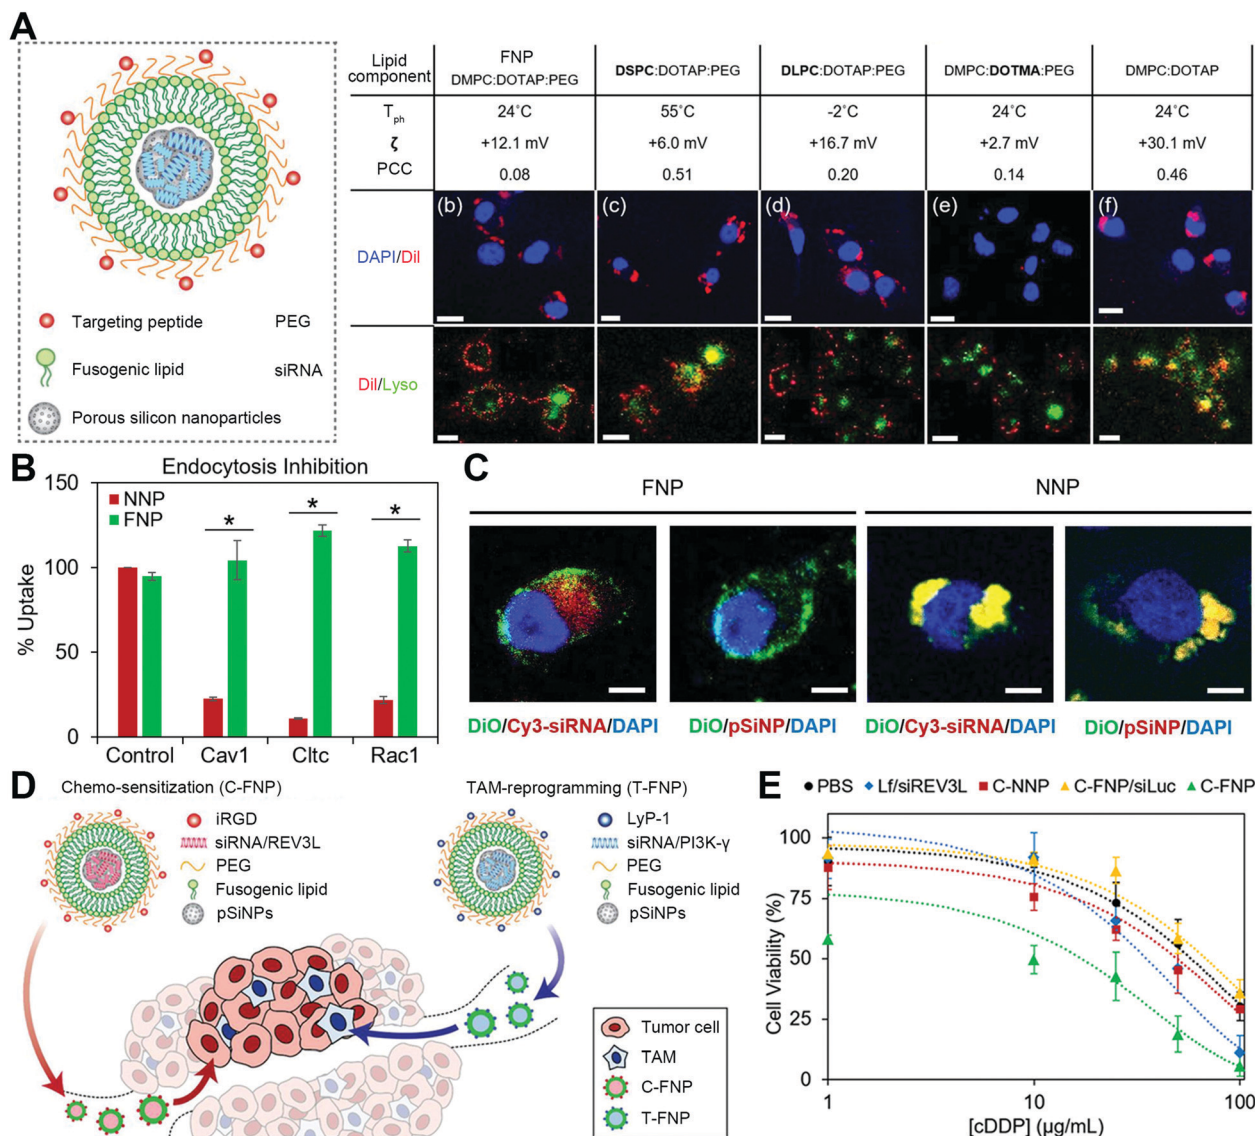 A
Targeting peptide
PEG
Fusogenic lipid
siRNA
Porous silicon nanoparticles
Lipid component
FNP DMPC:DOTAP:PEG
DSPC:DOTAP:PEG
DLPC:DOTAP:PEG
DMPC:DOTMA:PEG
DMPC:DOTAP
Tph 24˚C 55˚C -2˚C 24˚C 24˚C
ζ +12.1 mV +6.0 mV +16.7 mV +2.7 mV +30.1 mV
PCC 0.08 0.51 0.20 0.14 0.46
(b) (c) (d) (e) (f)
DAPI/Dil
Dil/Lyso
B
Endocytosis Inhibition
NNP
FNP
* * *
150
100
50
0
% Uptake
Control Cav1 Cltc Rac1
C
FNP NNP
DiO/Cy3-siRNA/DAPI DiO/pSiNP/DAPI DiO/Cy3-siRNA/DAPI DiO/pSiNP/DAPI
D
Chemo-sensitization (C-FNP)
iRGD
siRNA/REV3L
PEG
Fusogenic lipid
pSiNPs
TAM-reprogramming (T-FNP)
LyP-1
siRNA/PI3K-γ
PEG
Fusogenic lipid
pSiNPs
Tumor cell
TAM
C-FNP
T-FNP
E
PBS Lf/siREV3L C-NNP C-FNP/siLuc C-FNP
100
75
50
25
0
Cell Viability (%)
1 10 100
[cDDP] (µg/mL)